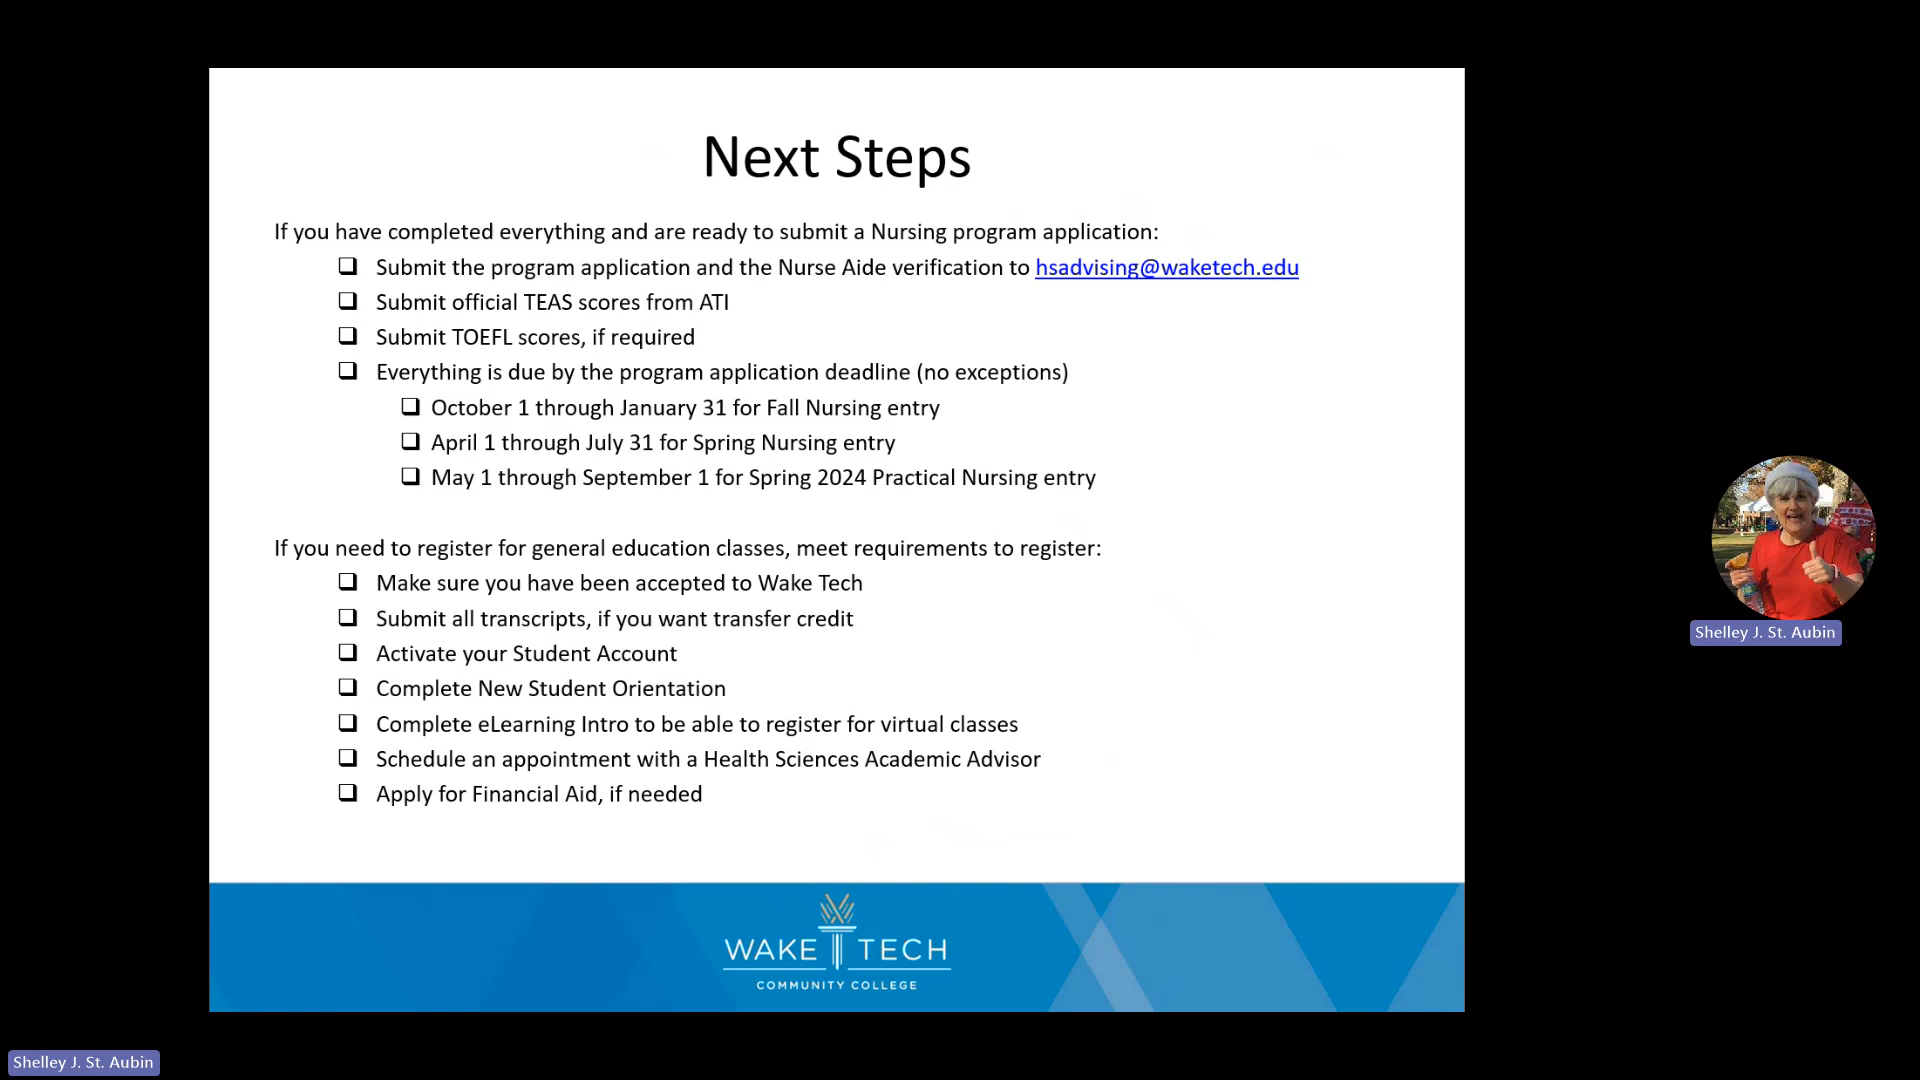 Next Steps
If you have completed everything and are ready to submit a Nursing program application:
Submit the program application and the Nurse Aide verification to hsadvising@waketech.edu
Submit official TEAS scores from ATI
Submit TOEFL scores, if required
Everything is due by the program application deadline (no exceptions)
October 1 through January 31 for Fall Nursing entry
April 1 through July 31 for Spring Nursing entry
May 1 through September 1 for Spring 2024 Practical Nursing entry
If you need to register for general education classes, meet requirements to register:
Make sure you have been accepted to Wake Tech
Submit all transcripts, if you want transfer credit
Activate your Student Account
Complete New Student Orientation
Complete eLearning Intro to be able to register for virtual classes
Schedule an appointment with a Health Sciences Academic Advisor
Apply for Financial Aid, if needed
WAKE TECH
COMMUNITY COLLEGE
Shelley J. St. Aubin
Shelley J. St. Aubin